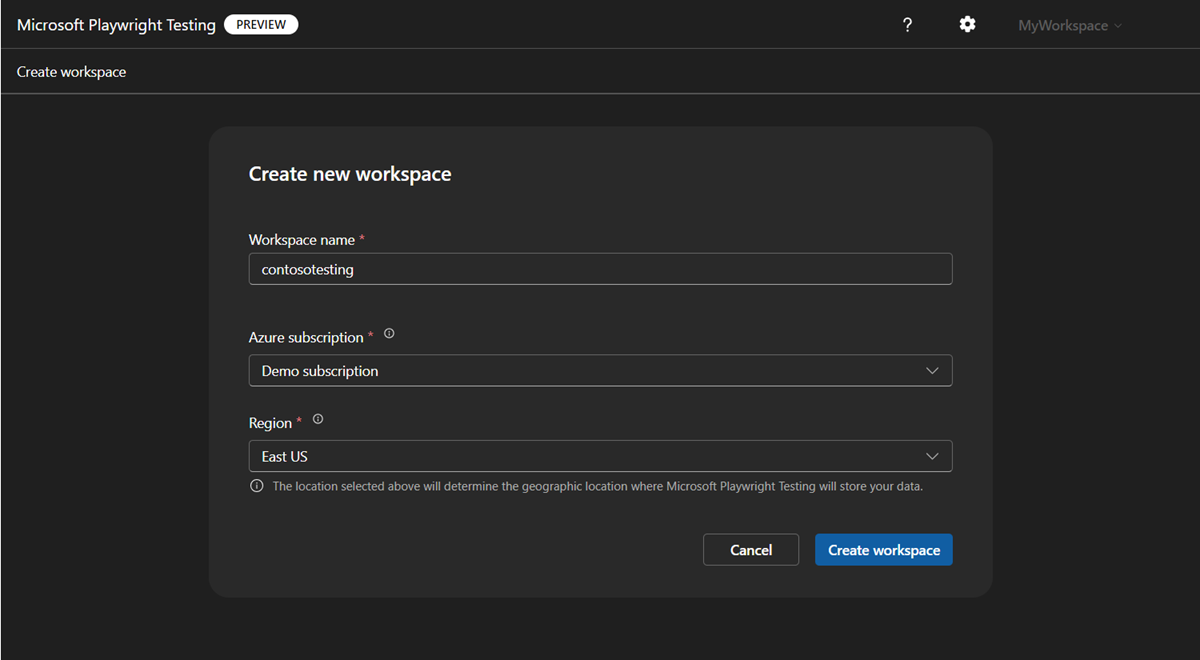 Microsoft Playwright Testing PREVIEW ? MyWorkspace
Create workspace
Create new workspace
Workspace name *
contosotesting
Azure subscription *
Demo subscription
Region *
East US
The location selected above will determine the geographic location where Microsoft Playwright Testing will store your data.
Cancel Create workspace